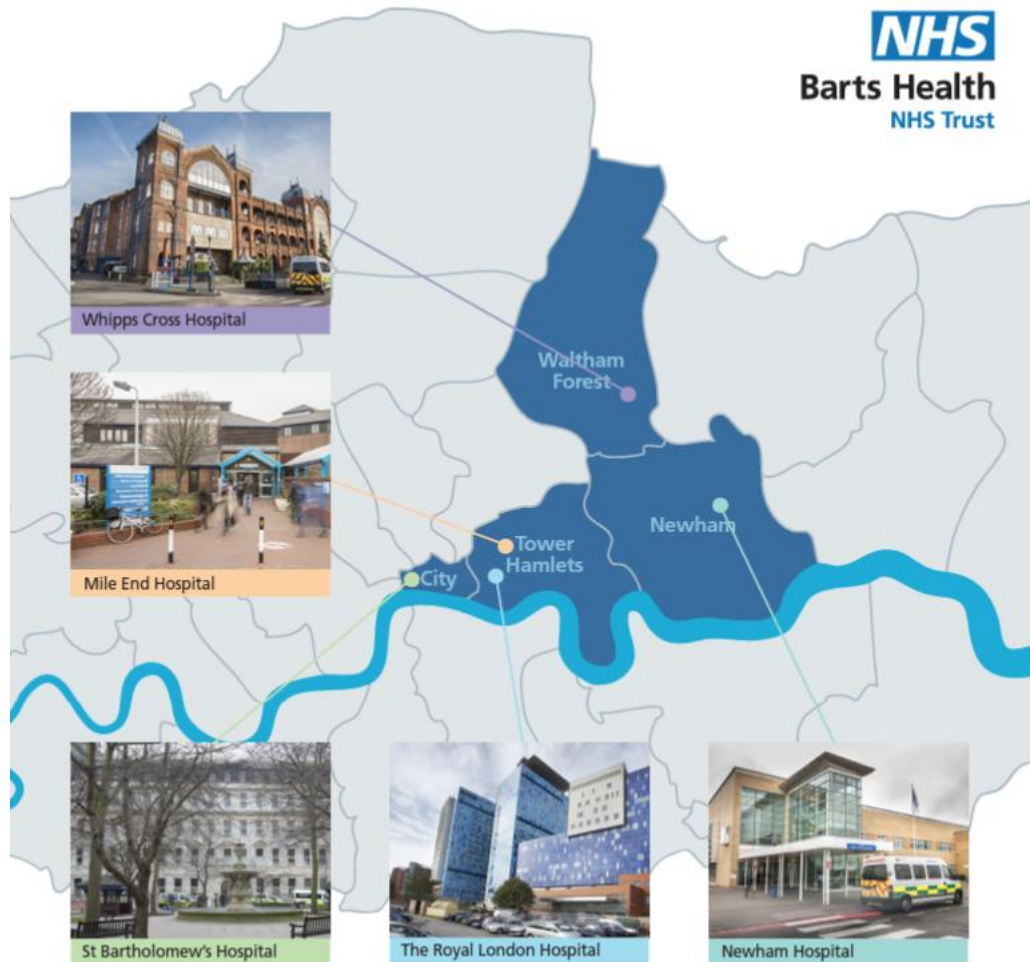 NHS
Barts Health
NHS Trust
Whipps Cross Hospital
Waltham
Forest
Mile End Hospital
Newham
Tower
Hamlets
City
St Bartholomew's Hospital
The Royal London Hospital
Newham Hospital